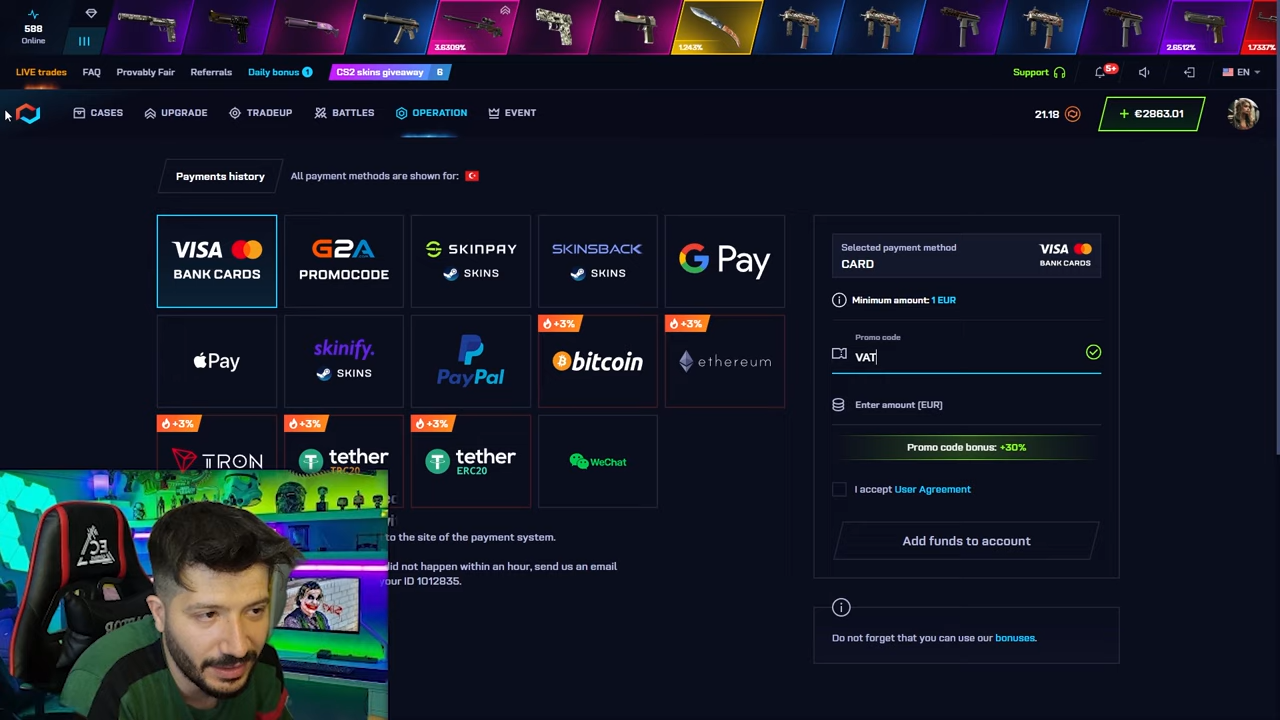 588
Online
3.6309%
1.243%
2.6512%
1.7337%
LIVE trades
FAQ
Provably Fair
Referrals
Daily bonus 1
CS2 skins giveaway 6
Support
5+
EN
CASES
UPGRADE
TRADEUP
BATTLES
OPERATION
EVENT
21.18
+ €2863.01
Payments history
All payment methods are shown for:
VISA
BANK CARDS
G2A
PROMOCODE
SKINPAY
SKINS
SKINSBACK
SKINS
G Pay
Pay
skinify.
SKINS
PayPal
+3%
bitcoin
+3%
ethereum
+3%
TRON
+3%
tether
TRC20
+3%
tether
ERC20
WeChat
to the site of the payment system.
did not happen within an hour, send us an email
your ID 1012835.
Selected payment method
CARD
VISA
BANK CARDS
Minimum amount: 1 EUR
Promo code
VAT
Enter amount (EUR)
Promo code bonus: +30%
I accept User Agreement
Add funds to account
Do not forget that you can use our bonuses.